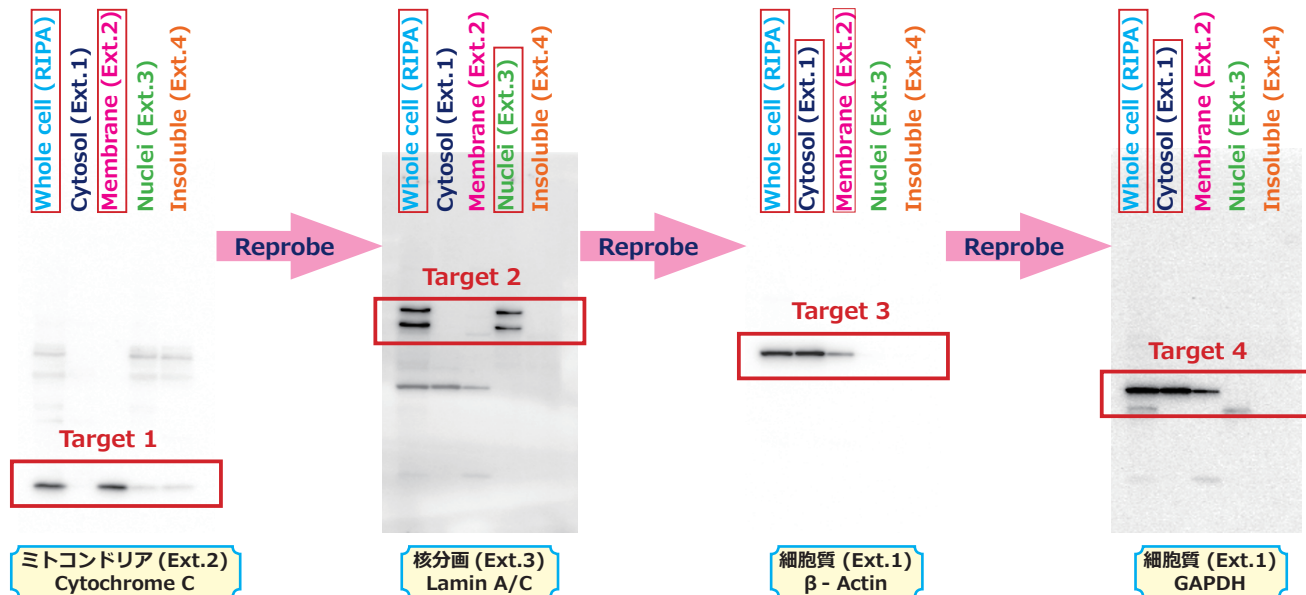 Whole cell (RIPA)
Cytosol (Ext.1)
Membrane (Ext.2)
Nuclei (Ext.3)
Insoluble (Ext.4)
Target 1
ミトコンドリア (Ext.2)
Cytochrome C
Reprobe
Whole cell (RIPA)
Cytosol (Ext.1)
Membrane (Ext.2)
Nuclei (Ext.3)
Insoluble (Ext.4)
Target 2
核分画 (Ext.3)
Lamin A/C
Reprobe
Whole cell (RIPA)
Cytosol (Ext.1)
Membrane (Ext.2)
Nuclei (Ext.3)
Insoluble (Ext.4)
Target 3
細胞質 (Ext.1)
β - Actin
Reprobe
Whole cell (RIPA)
Cytosol (Ext.1)
Membrane (Ext.2)
Nuclei (Ext.3)
Insoluble (Ext.4)
Target 4
細胞質 (Ext.1)
GAPDH